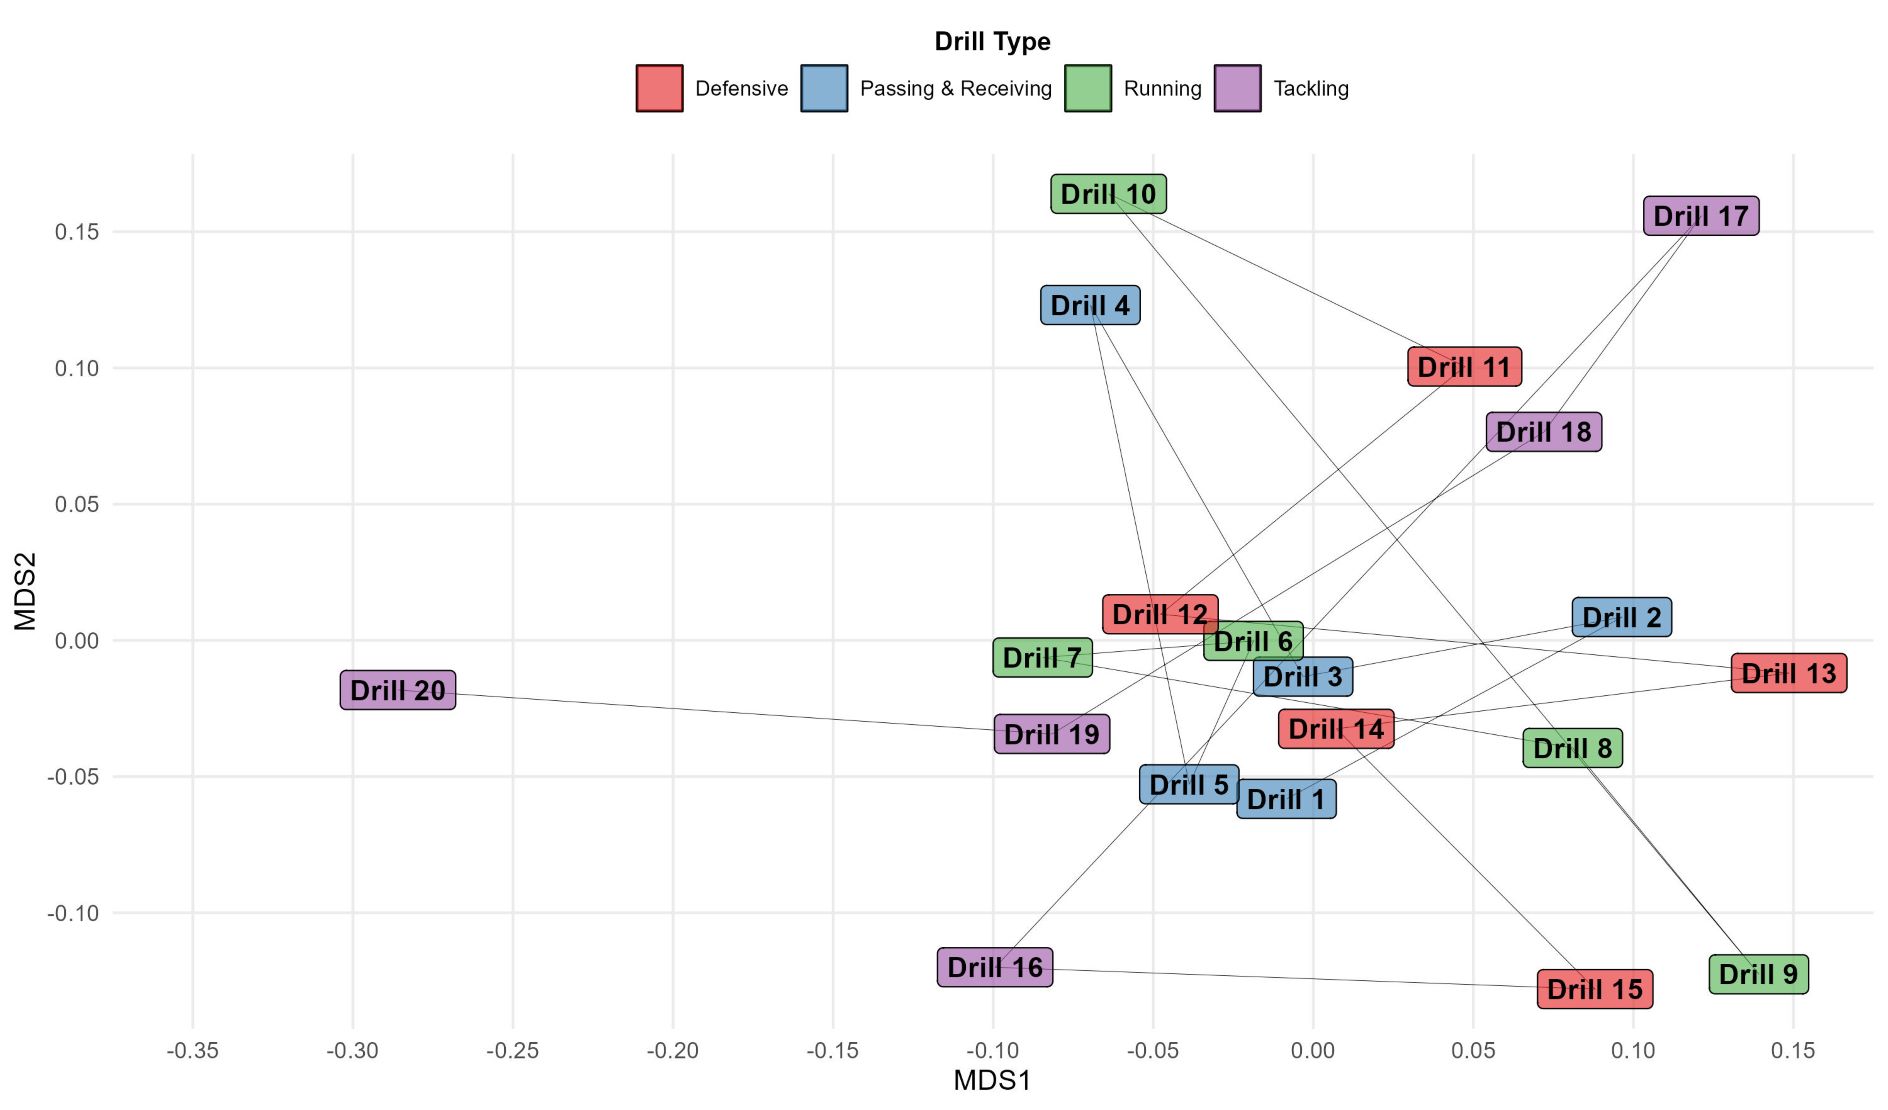 Drill Type
Defensive Passing & Receiving Running Tackling
Drill 10
Drill 17
0.15
Drill 4
0.10
Drill 11
Drill 18
0.05
MDS2
Drill 12
Drill 2
0.00
Drill 6
Drill 7
Drill 3
Drill 13
Drill 20
Drill 14
Drill 19
Drill 8
-0.05
Drill 5
Drill 1
-0.10
Drill 16
Drill 9
Drill 15
-0.35 -0.30 -0.25 -0.20 -0.15 -0.10 -0.05 0.00 0.05 0.10 0.15
MDS1